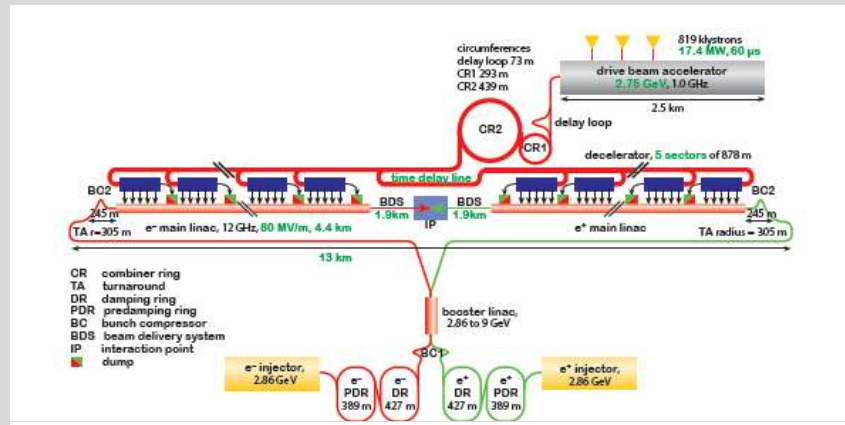 819 klystrons
17.4 MW, 60 µs
circumferences
delay loop 73 m
CR1 293 m
CR2 439 m
drive beam accelerator
2.75 GeV, 1.0 GHz
2.5 km
CR2
CR1
delay loop
decelerator, 5 sectors of 878 m
time delay line
BC2
BC2
245 m
BDS
1.9km
IP
BDS
1.9km
245 m
TA r=305 m
e⁻ main linac, 12 GHz, 80 MV/m, 4.4 km
e⁺ main linac
TA radius = 305 m
13 km
CR combiner ring
TA turnaround
DR damping ring
PDR predamping ring
BC bunch compressor
BDS beam delivery system
IP interaction point
dump
booster linac,
2.86 to 9 GeV
BC1
e⁻ injector,
2.86 GeV
e⁻
PDR
389 m
e⁻
DR
427 m
e⁺
DR
427 m
e⁺
PDR
389 m
e⁺ injector,
2.86 GeV